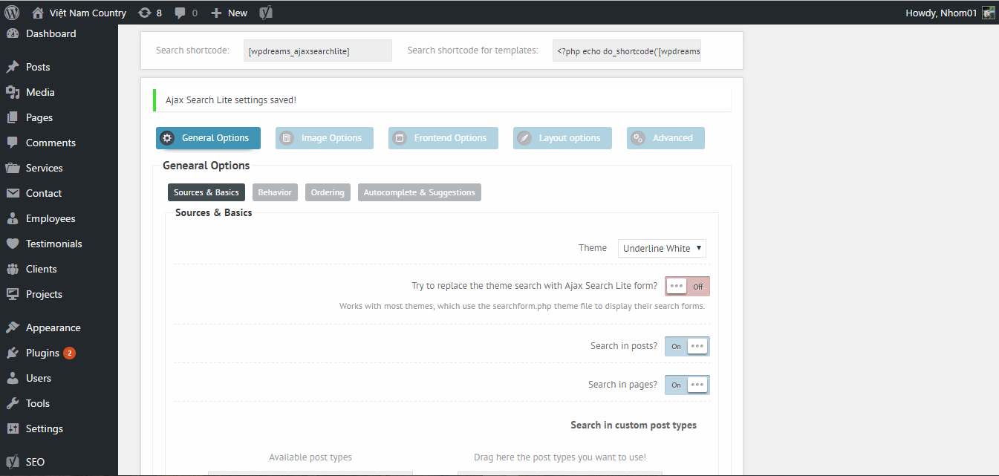 Việt Nam Country 8 0 New Howdy, Nhom01
Dashboard
Posts
Media
Pages
Comments
Services
Contact
Employees
Testimonials
Clients
Projects
Appearance
Plugins 2
Users
Tools
Settings
SEO
Search shortcode: [wpdreams_ajaxsearchlite] Search shortcode for templates: <?php echo do_shortcode('[wpdreams
Ajax Search Lite settings saved!
General Options Image Options Frontend Options Layout options Advanced
Genearal Options
Sources & Basics Behavior Ordering Autocomplete & Suggestions
Sources & Basics
Theme Underline White
Try to replace the theme search with Ajax Search Lite form? Off
Works with most themes, which use the searchform.php theme file to display their search forms.
Search in posts? On
Search in pages? On
Search in custom post types
Available post types Drag here the post types you want to use!